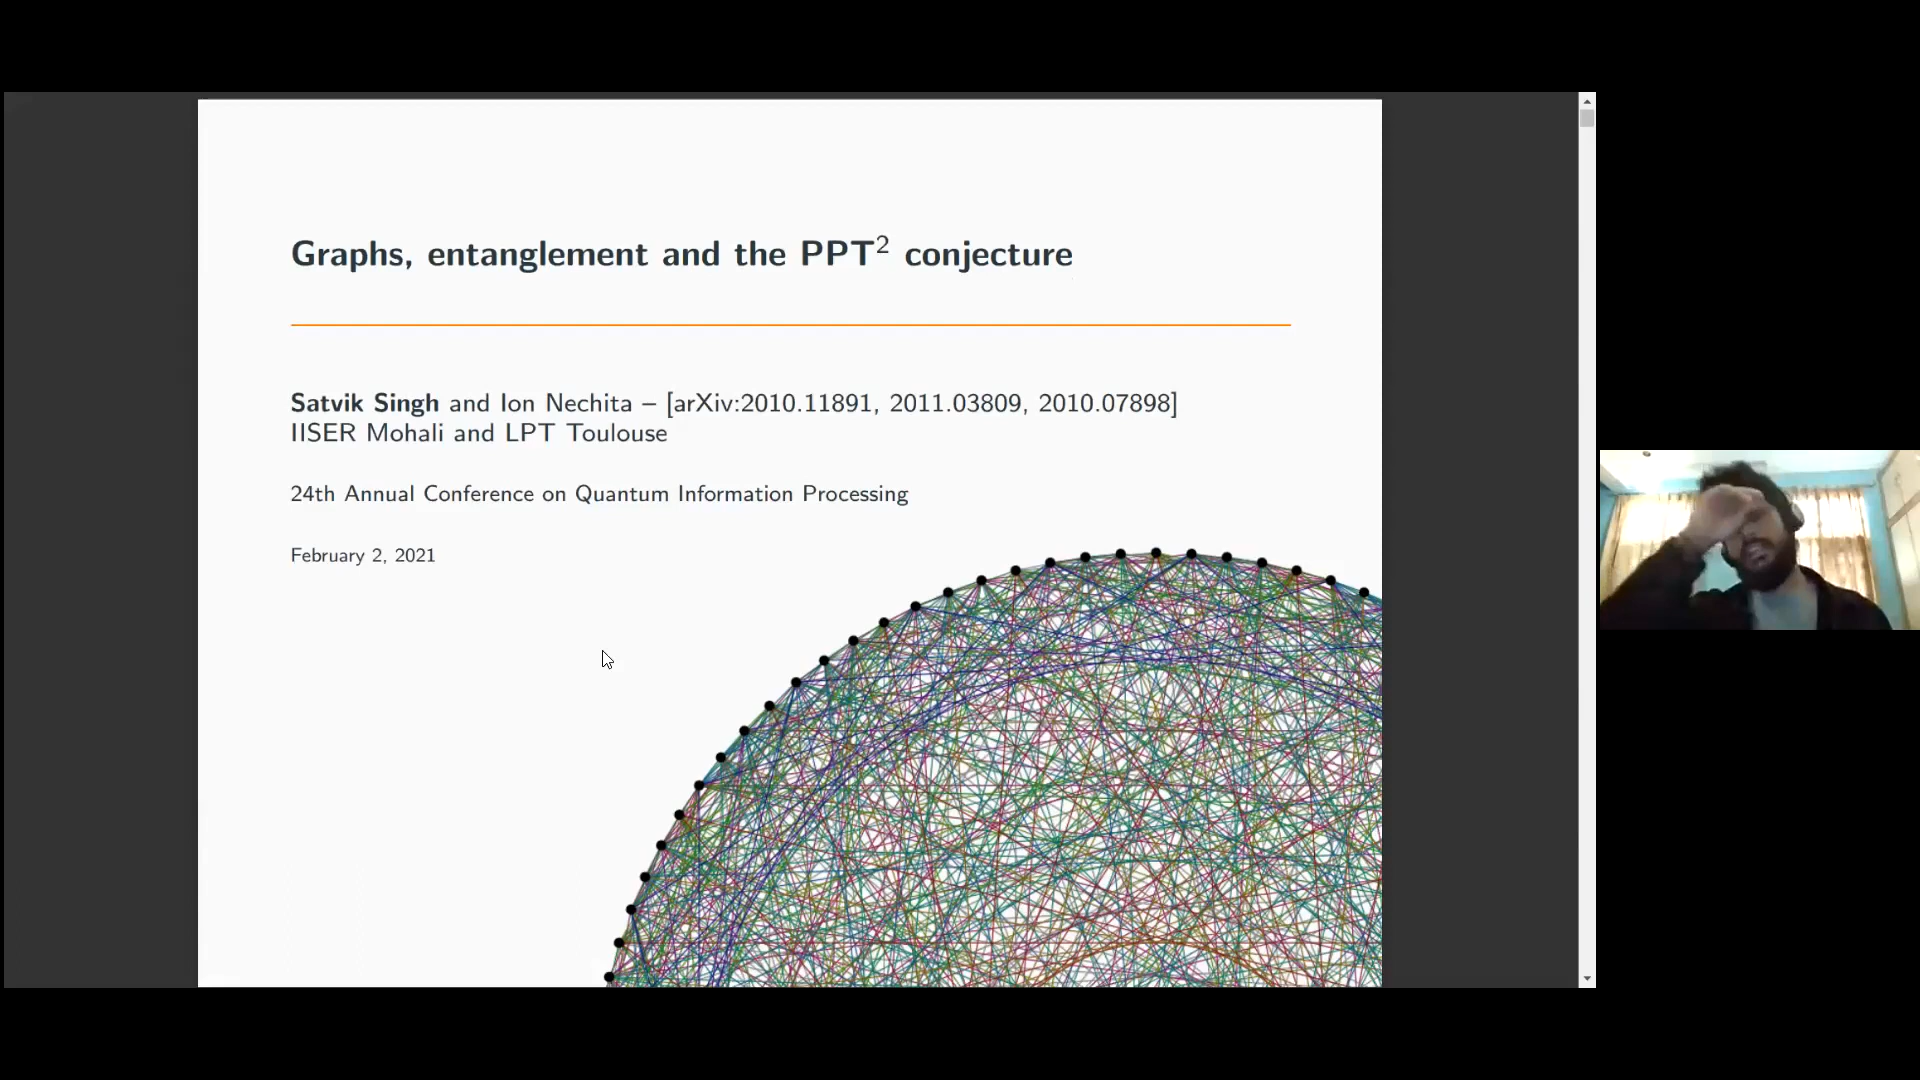 Graphs, entanglement and the PPT² conjecture
Satvik Singh and Ion Nechita – [arXiv:2010.11891, 2011.03809, 2010.07898]
IISER Mohali and LPT Toulouse
24th Annual Conference on Quantum Information Processing
February 2, 2021